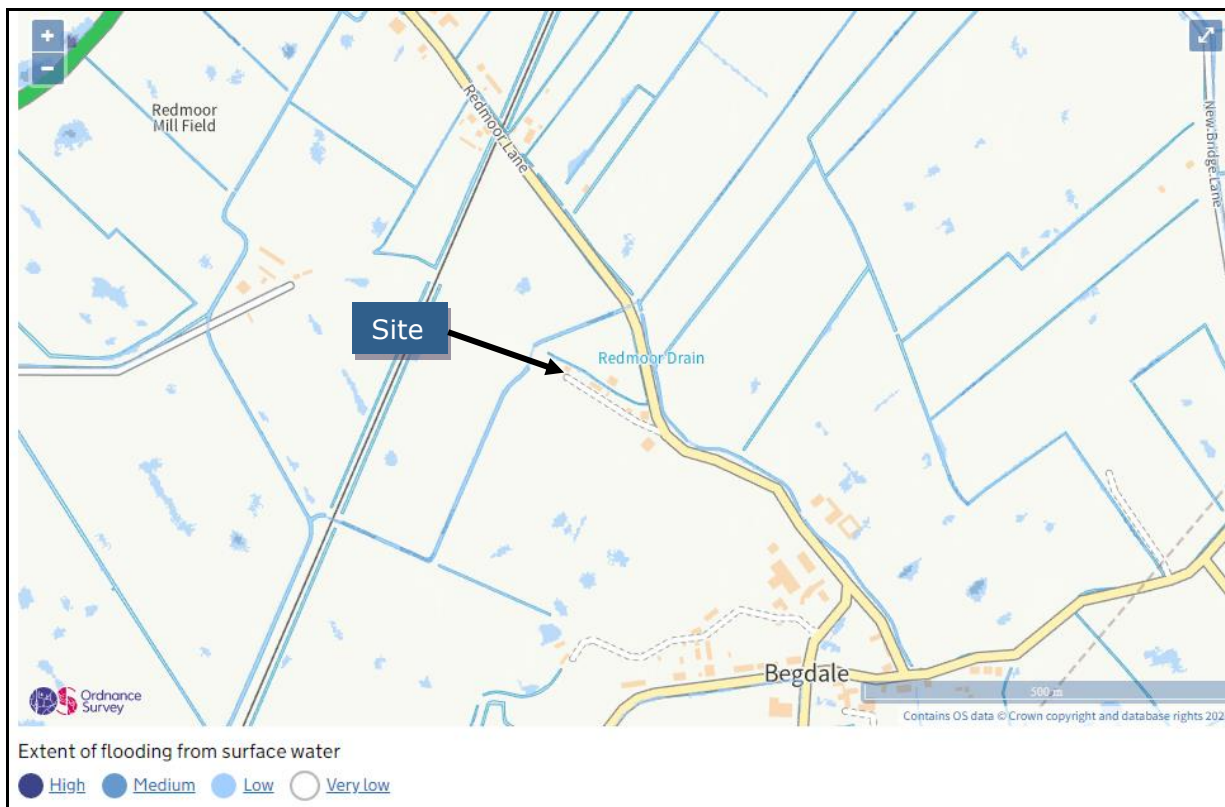 +
−
Redmoor
Mill Field
Redmoor Lane
New Bridge Lane
Site
Redmoor Drain
Begdale
500 m
Ordnance
Survey
Contains OS data © Crown copyright and database rights 202
Extent of flooding from surface water
High
Medium
Low
Very low